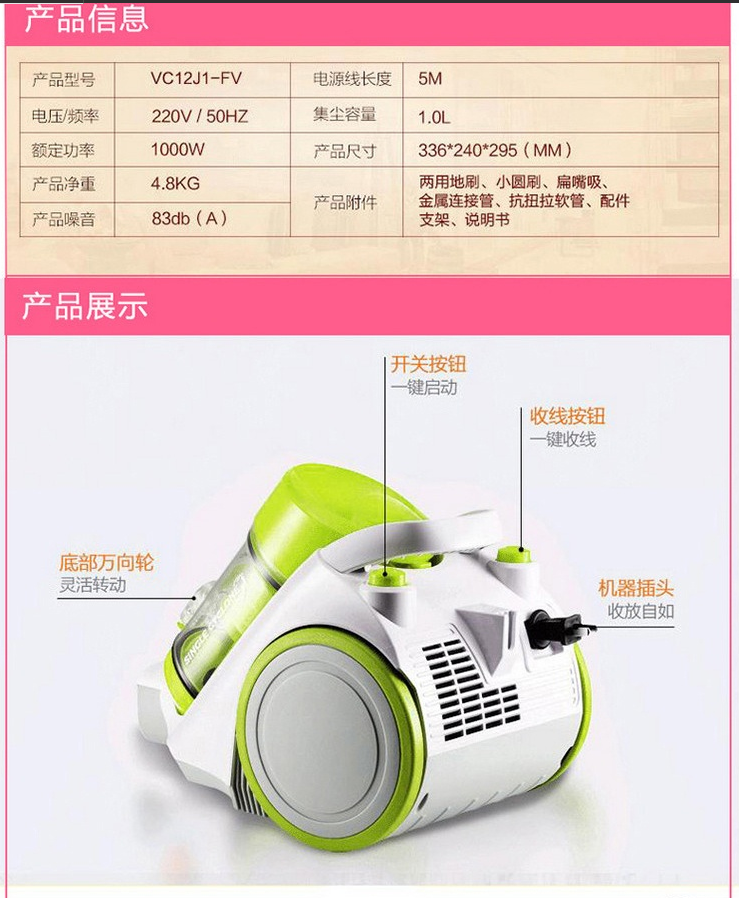 产品信息
产品型号 VC12J1-FV 电源线长度 5M
电压/频率 220V / 50HZ 集尘容量 1.0L
额定功率 1000W 产品尺寸 336*240*295（MM）
产品净重 4.8KG 产品附件 两用地刷、小圆刷、扁嘴吸、
金属连接管、抗扭拉软管、配件
支架、说明书
产品噪音 83db（A）
产品展示
开关按钮
一键启动
收线按钮
一键收线
底部万向轮
灵活转动
机器插头
收放自如